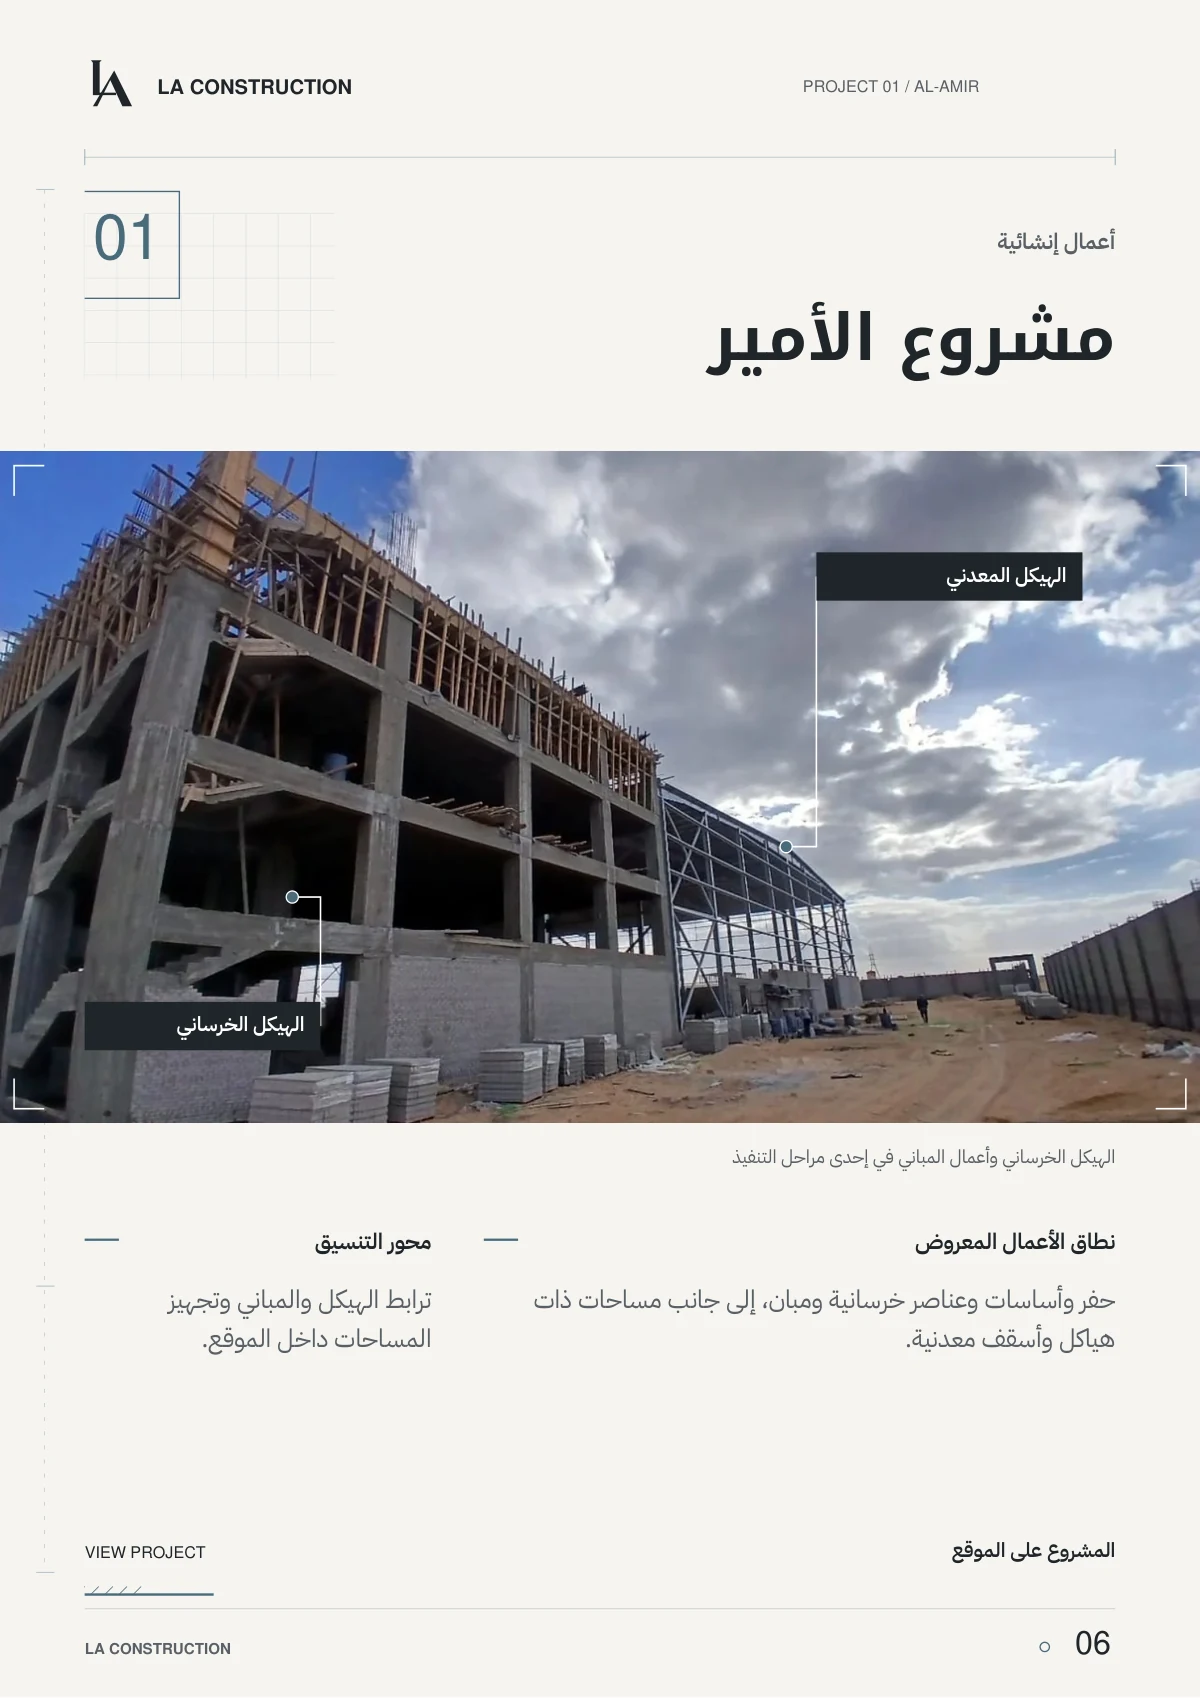 LA LA CONSTRUCTION
PROJECT 01 / AL-AMIR
01
أعمال إنشائية
مشروع الأمير
الهيكل المعدني
الهيكل الخرساني
الهيكل الخرساني وأعمال المباني في إحدى مراحل التنفيذ
نطاق الأعمال المعروض
حفر وأساسات وعناصر خرسانية ومبان، إلى جانب مساحات ذات
هياكل وأسقف معدنية.
محور التنسيق
ترابط الهيكل والمباني وتجهيز
المساحات داخل الموقع.
المشروع على الموقع
VIEW PROJECT
LA CONSTRUCTION
06